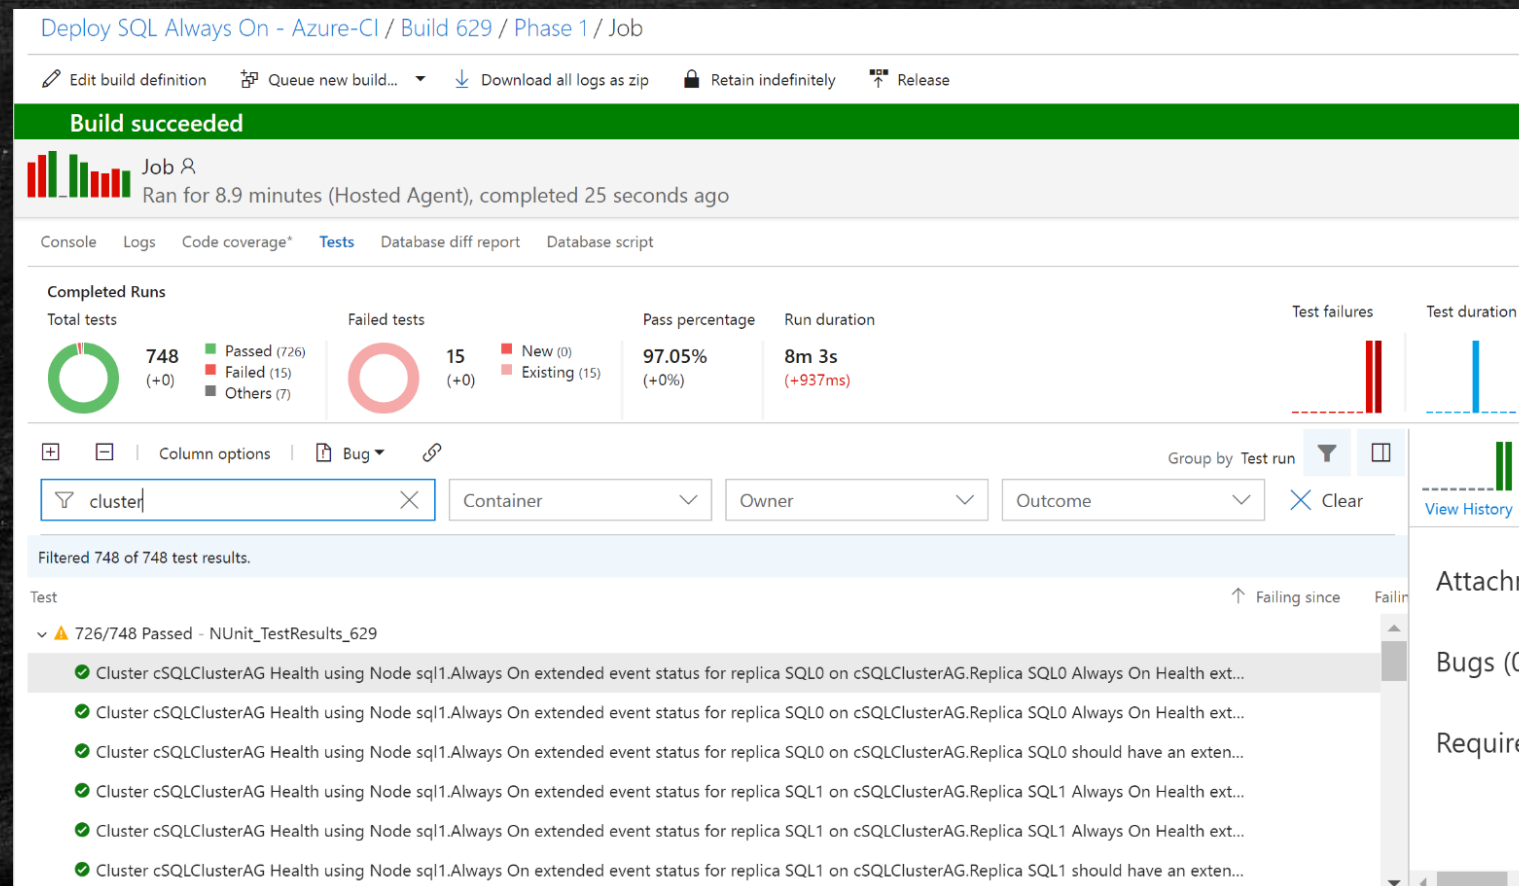 Deploy SQL Always On - Azure-CI / Build 629 / Phase 1 / Job
Edit build definition Queue new build... Download all logs as zip Retain indefinitely Release
Build succeeded
Job
Ran for 8.9 minutes (Hosted Agent), completed 25 seconds ago
Console Logs Code coverage* Tests Database diff report Database script
Completed Runs
Total tests Failed tests Pass percentage Run duration Test failures Test duration
748 Passed (726) 15 New (0) 97.05% 8m 3s
(+0) Failed (15) (+0) Existing (15) (+0%) (+937ms)
Others (7)
Column options Bug Group by Test run
cluster Container Owner Outcome Clear
View History
Filtered 748 of 748 test results.
Test Failing since
726/748 Passed - NUnit_TestResults_629
Cluster cSQLClusterAG Health using Node sql1.Always On extended event status for replica SQL0 on cSQLClusterAG.Replica SQL0 Always On Health ext...
Cluster cSQLClusterAG Health using Node sql1.Always On extended event status for replica SQL0 on cSQLClusterAG.Replica SQL0 Always On Health ext...
Bugs (0
Cluster cSQLClusterAG Health using Node sql1.Always On extended event status for replica SQL0 on cSQLClusterAG.Replica SQL0 should have an exten...
Cluster cSQLClusterAG Health using Node sql1.Always On extended event status for replica SQL1 on cSQLClusterAG.Replica SQL1 Always On Health ext...
Cluster cSQLClusterAG Health using Node sql1.Always On extended event status for replica SQL1 on cSQLClusterAG.Replica SQL1 Always On Health ext...
Cluster cSQLClusterAG Health using Node sql1.Always On extended event status for replica SQL1 on cSQLClusterAG.Replica SQL1 should have an exten...